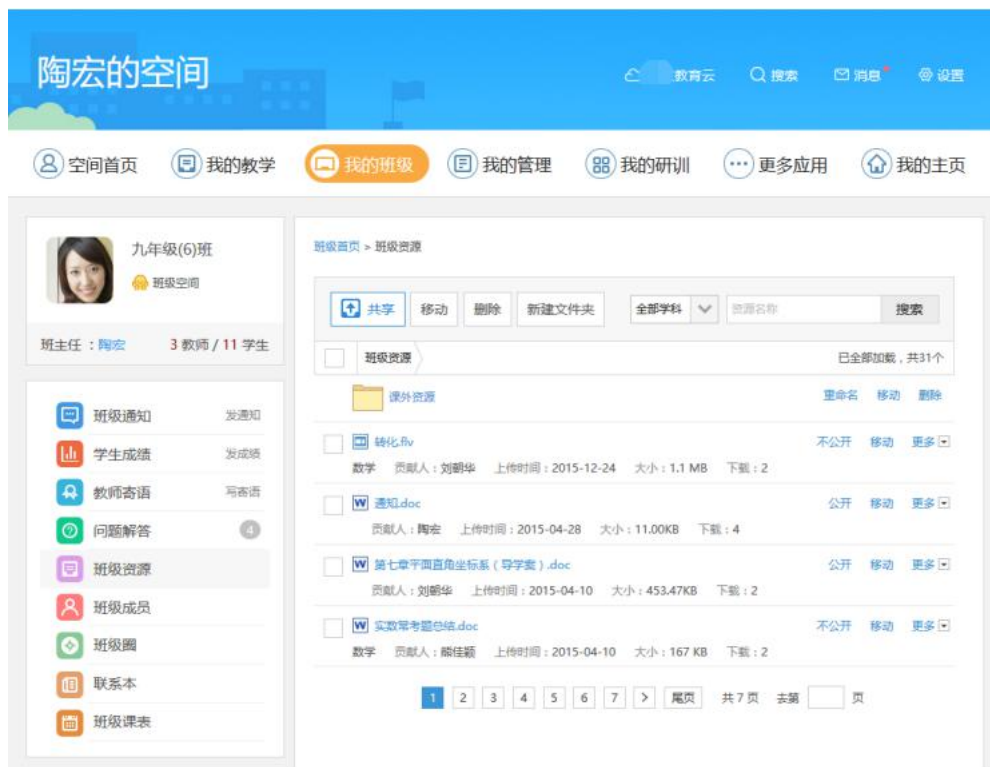 陶宏的空间
教育云 搜索 消息 设置
空间首页 我的教学 我的班级 我的管理 我的研训 更多应用 我的主页
九年级(6)班
班级空间
班主任：陶宏 3 教师 / 11 学生
班级通知 发通知
学生成绩 发成绩
教师寄语 写寄语
问题解答 4
班级资源
班级成员
班级圈
联系本
班级课表
班级首页 > 班级资源
共享 移动 删除 新建文件夹 全部学科 资源名称 搜索
班级资源 已全部加载，共31个
课外资源 重命名 移动 删除
转化.flv 不公开 移动 更多
数学 贡献人：刘朝华 上传时间：2015-12-24 大小：1.1 MB 下载：2
W 通知.doc 公开 移动 更多
贡献人：陶宏 上传时间：2015-04-28 大小：11.00KB 下载：4
W 第七章平面直角坐标系（导学案）.doc 公开 移动 更多
贡献人：刘朝华 上传时间：2015-04-10 大小：453.47KB 下载：2
W 实数常考题总结.doc 不公开 移动 更多
数学 贡献人：颜佳颖 上传时间：2015-04-10 大小：167 KB 下载：2
1 2 3 4 5 6 7 > 尾页 共7页 去第 页